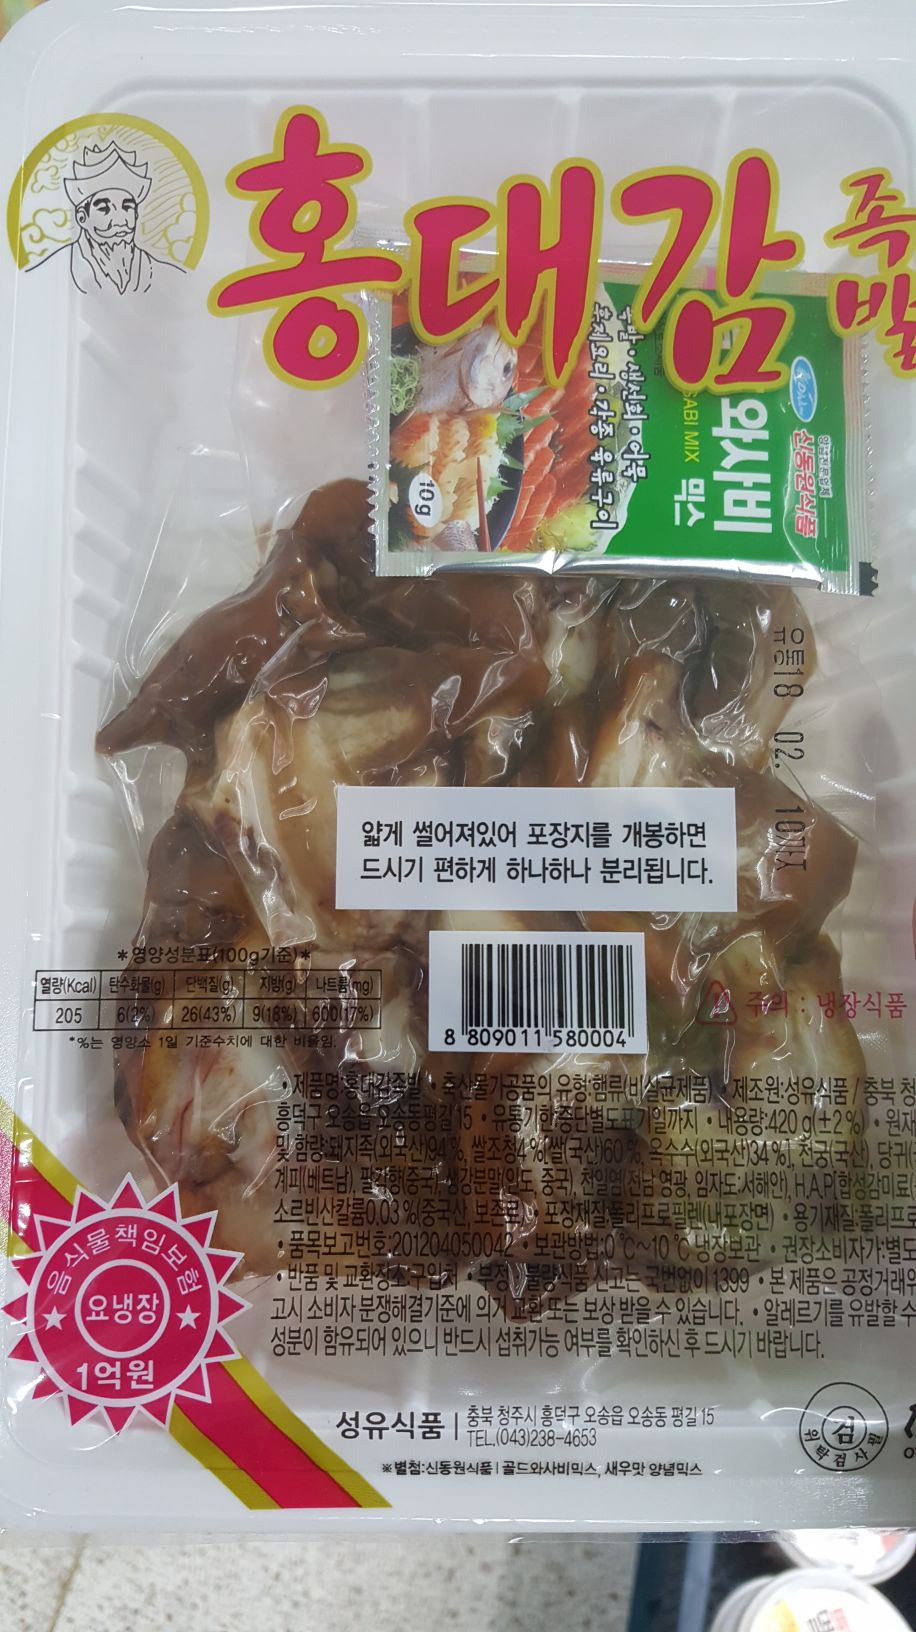 홍대감 족발
족발•생선회•어묵
훈제요리•각종 육류구이
와사비
SABI MIX 믹스
10g
양념전문업체
신동원식품
유통18. 02. 10까지
얇게 썰어져있어 포장지를 개봉하면
드시기 편하게 하나하나 분리됩니다.
*영양성분표(100g기준)*
열량(Kcal) 탄수화물(g) 단백질(g) 지방(g) 나트륨(mg)
205 6(2%) 26(43%) 9(18%) 600(17%)
*%는 영양소 1일 기준수치에 대한 비율임.
8 809011 580004
주의 : 냉장식품
•제품명:홍대감족발 •축산물가공품의 유형:햄류(비살균제품) •제조원:성유식품 / 충북 청
흥덕구 오송읍 오송동평길15 •유통기한:중단별도표기일까지 •내용량:420 g(±2%) •원재
및 함량:돼지족(외국산)94%, 쌀조청4%[쌀(국산)60%, 옥수수(외국산)34%], 천궁(국산), 당귀(
계피(베트남), 팔각향(중국), 생강분말(인도, 중국), 천일염(전남 영광, 임자도:서해안), H.A.P[합성감미료(
소르빈산칼륨0.03%(중국산, 보존료) •포장재질:폴리프로필렌(내포장면) •용기재질:폴리프로
•품목보고번호:201204050042 •보관방법:0℃~10℃ 냉장보관 •권장소비자가:별도
•반품 및 교환장소:구입처 •부정•불량식품 신고는 국번없이 1399 •본 제품은 공정거래위
고시 소비자 분쟁해결기준에 의거 교환 또는 보상 받을 수 있습니다. •알레르기를 유발할 수
성분이 함유되어 있으니 반드시 섭취가능 여부를 확인하신 후 드시기 바랍니다.
음식물책임보험
요냉장
1억원
성유식품 | 충북 청주시 흥덕구 오송읍 오송동 평길 15
TEL.(043)238-4653
※별첨:신동원식품 | 골드와사비믹스, 새우맛 양념믹스
검
위탁검사필